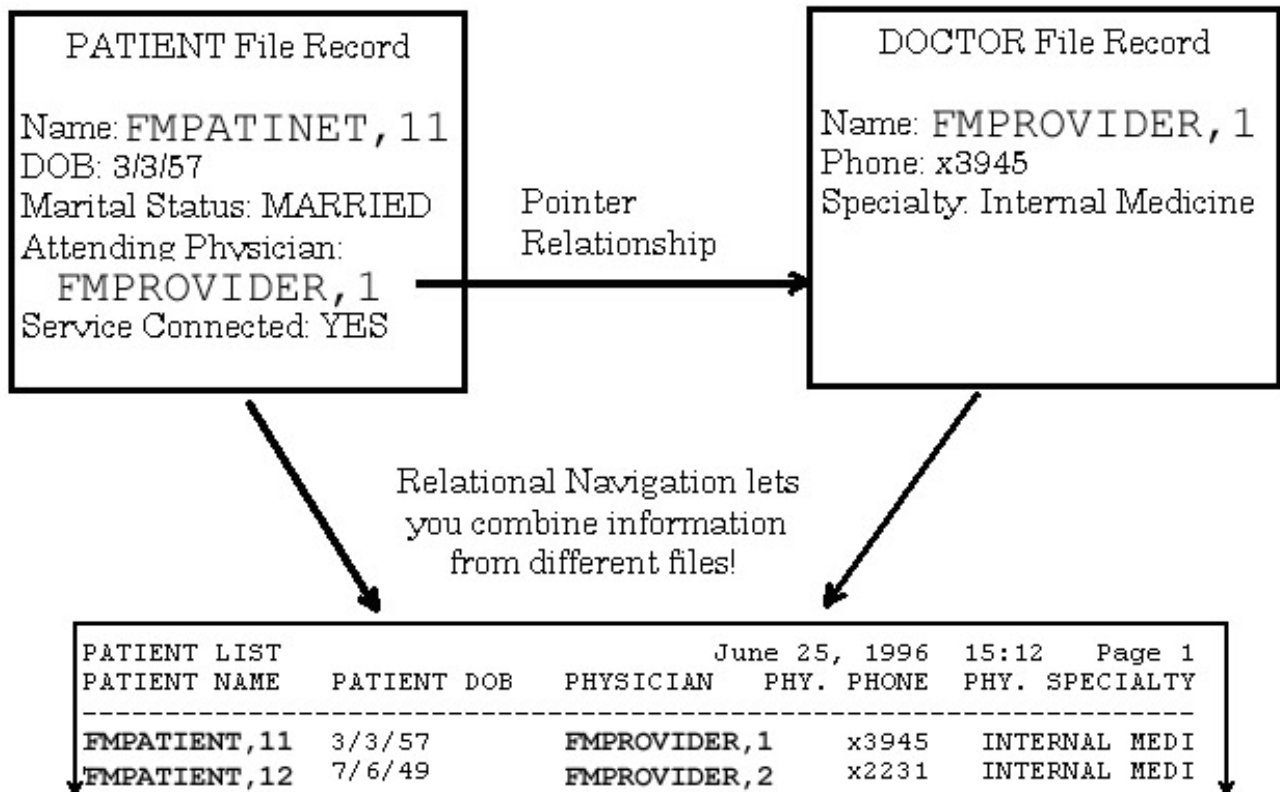 PATIENT File Record
Name: FMPATINET,11
DOB: 3/3/57
Marital Status: MARRIED
Attending Physician:
FMPROVIDER,1
Service Connected: YES
Pointer
Relationship
DOCTOR File Record
Name: FMPROVIDER,1
Phone: x3945
Specialty: Internal Medicine
Relational Navigation lets
you combine information
from different files!
PATIENT LIST June 25, 1996 15:12 Page 1
PATIENT NAME PATIENT DOB PHYSICIAN PHY. PHONE PHY. SPECIALTY
--------------------------------------------------------------------------------
FMPATIENT,11 3/3/57 FMPROVIDER,1 x3945 INTERNAL MEDI
FMPATIENT,12 7/6/49 FMPROVIDER,2 x2231 INTERNAL MEDI